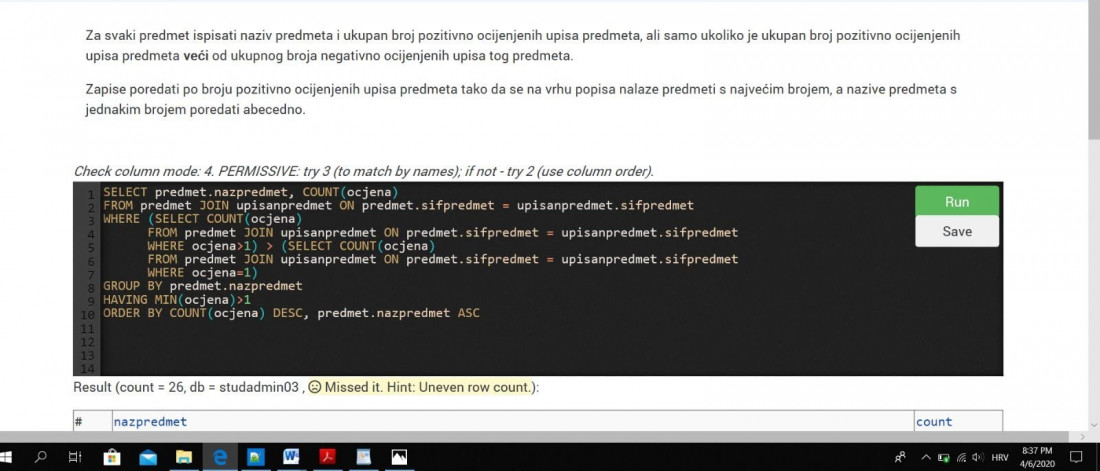 Za svaki predmet ispisati naziv predmeta i ukupan broj pozitivno ocijenjenih upisa predmeta, ali samo ukoliko je ukupan broj pozitivno ocijenjenih
upisa predmeta veći od ukupnog broja negativno ocijenjenih upisa tog predmeta.
Zapise poredati po broju pozitivno ocijenjenih upisa predmeta tako da se na vrhu popisa nalaze predmeti s najvećim brojem, a nazive predmeta s
jednakim brojem poredati abecedno.
Check column mode: 4. PERMISSIVE: try 3 (to match by names); if not - try 2 (use column order).
1 SELECT predmet.nazpredmet, COUNT(ocjena)
2 FROM predmet JOIN upisanpredmet ON predmet.sifpredmet = upisanpredmet.sifpredmet
3 WHERE (SELECT COUNT(ocjena)
4 FROM predmet JOIN upisanpredmet ON predmet.sifpredmet = upisanpredmet.sifpredmet
5 WHERE ocjena>1) > (SELECT COUNT(ocjena)
6 FROM predmet JOIN upisanpredmet ON predmet.sifpredmet = upisanpredmet.sifpredmet
7 WHERE ocjena=1)
8 GROUP BY predmet.nazpredmet
9 HAVING MIN(ocjena)>1
10 ORDER BY COUNT(ocjena) DESC, predmet.nazpredmet ASC
11
12
13
14
Run
Save
Result (count = 26, db = studadmin03 , Missed it. Hint: Uneven row count.):
# nazpredmet count
HRV
8:37 PM
4/6/2020